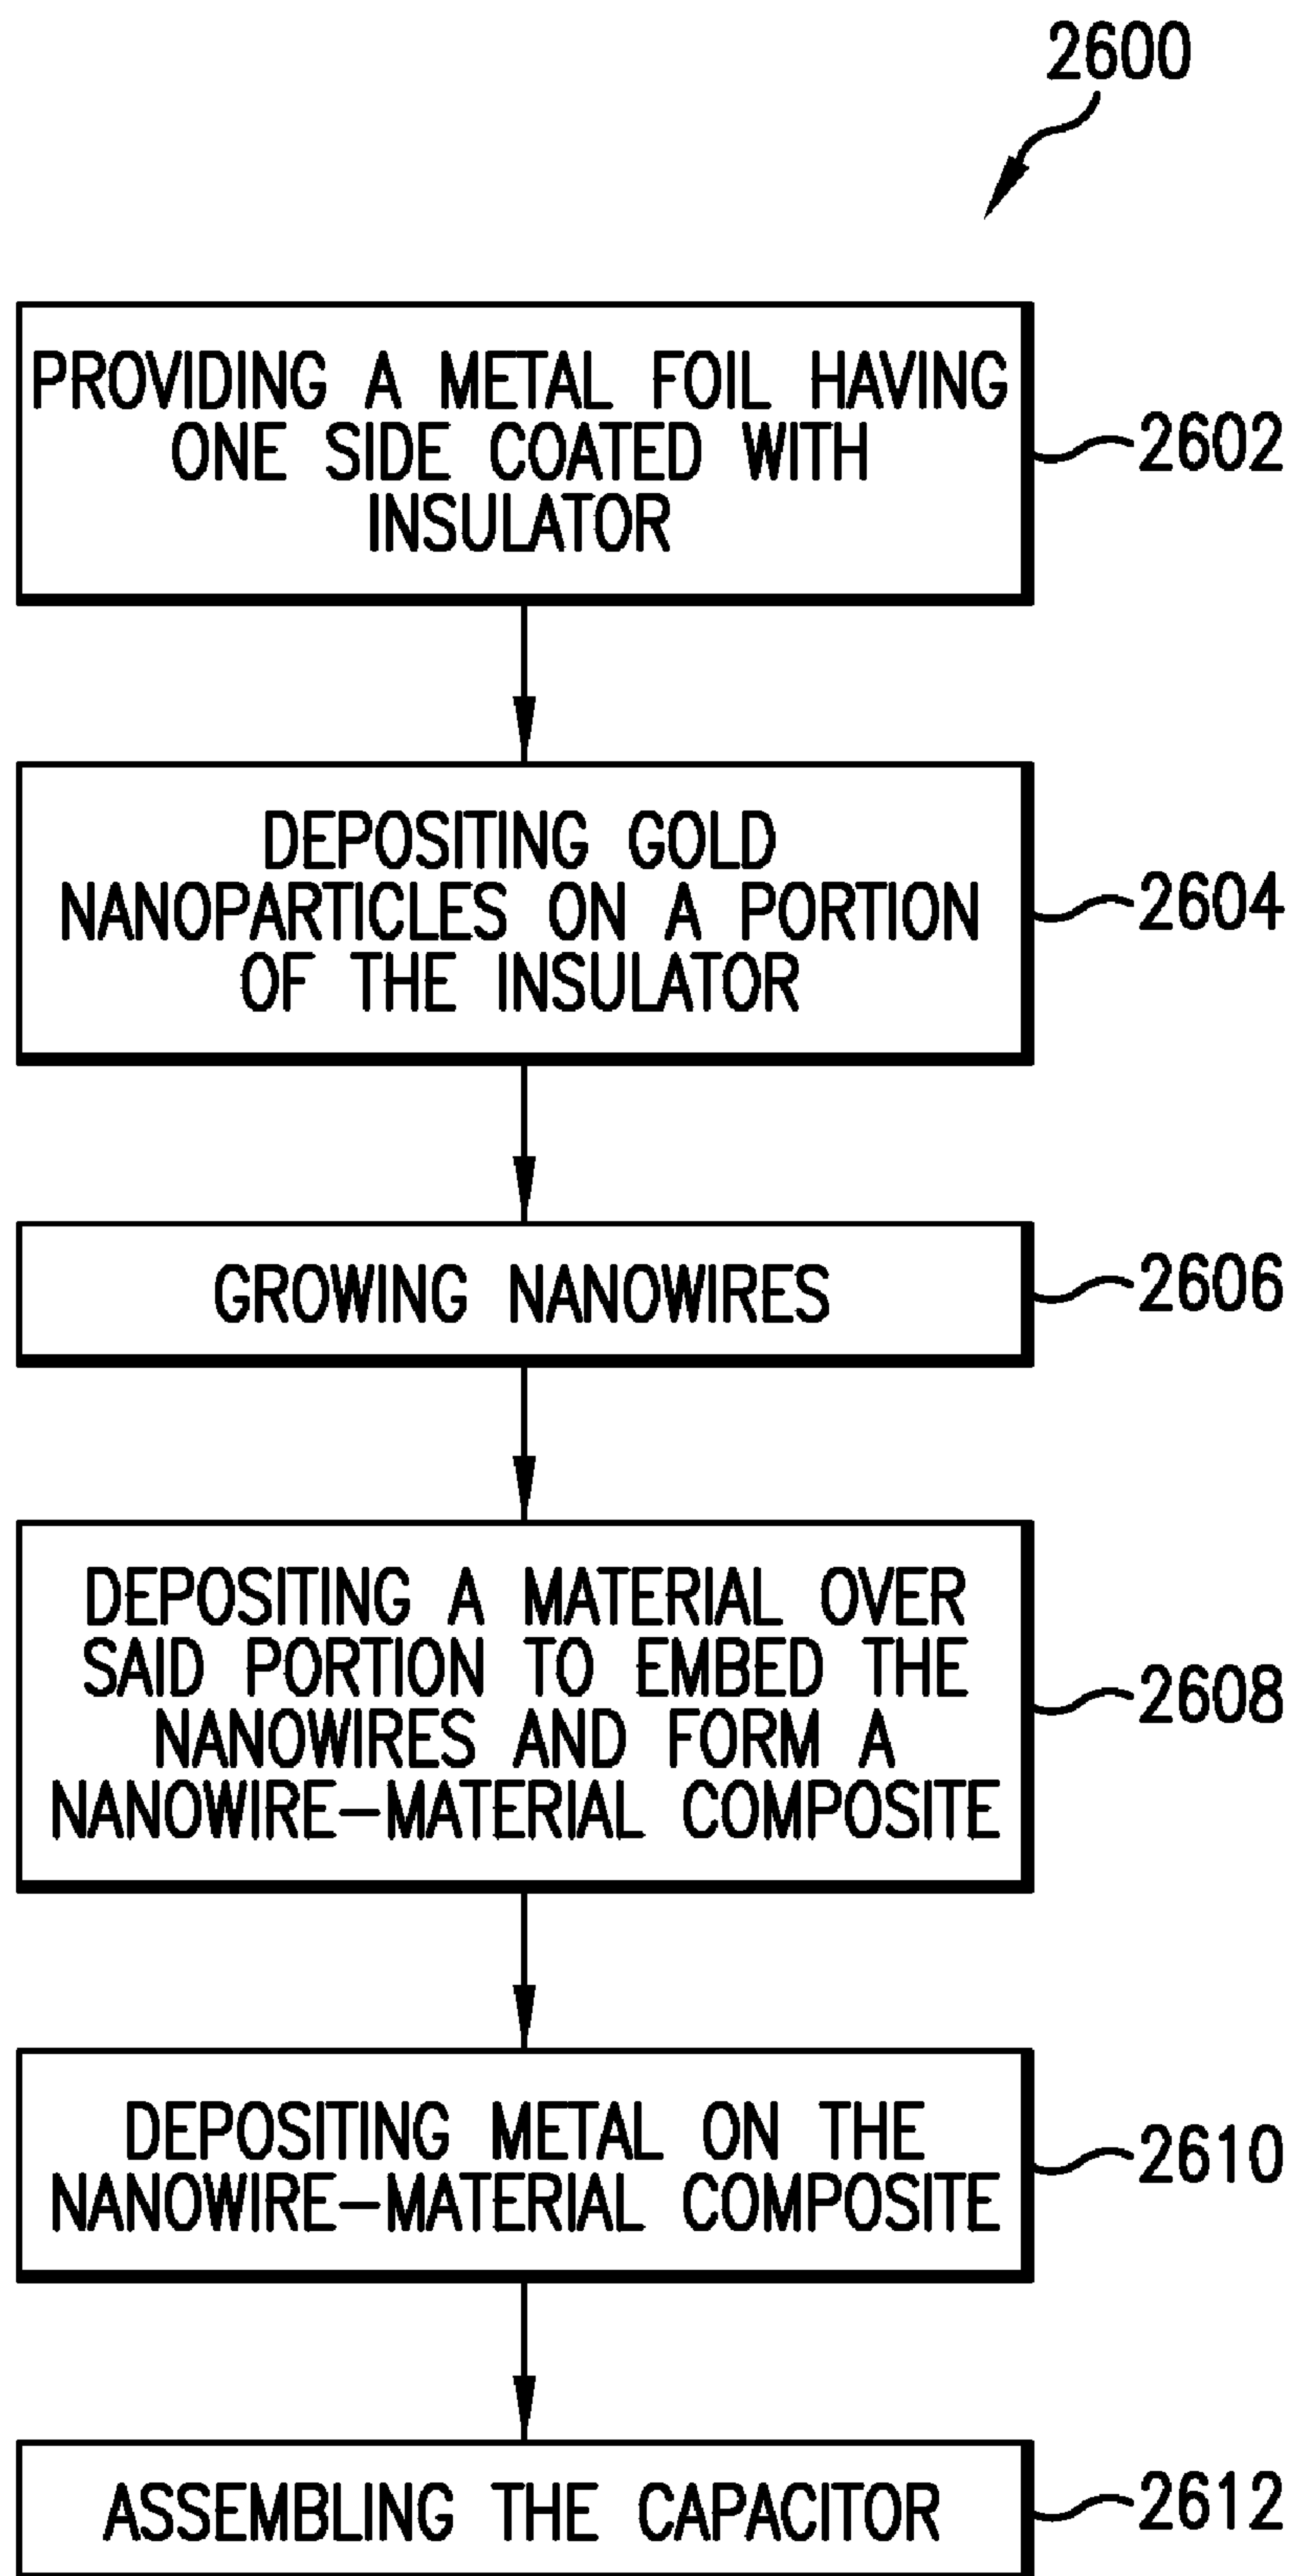 2600
PROVIDING A METAL FOIL HAVING
ONE SIDE COATED WITH
INSULATOR
2602
DEPOSITING GOLD
NANOPARTICLES ON A PORTION
OF THE INSULATOR
2604
GROWING NANOWIRES
2606
DEPOSITING A MATERIAL OVER
SAID PORTION TO EMBED THE
NANOWIRES AND FORM A
NANOWIRE-MATERIAL COMPOSITE
2608
DEPOSITING METAL ON THE
NANOWIRE-MATERIAL COMPOSITE
2610
ASSEMBLING THE CAPACITOR
2612